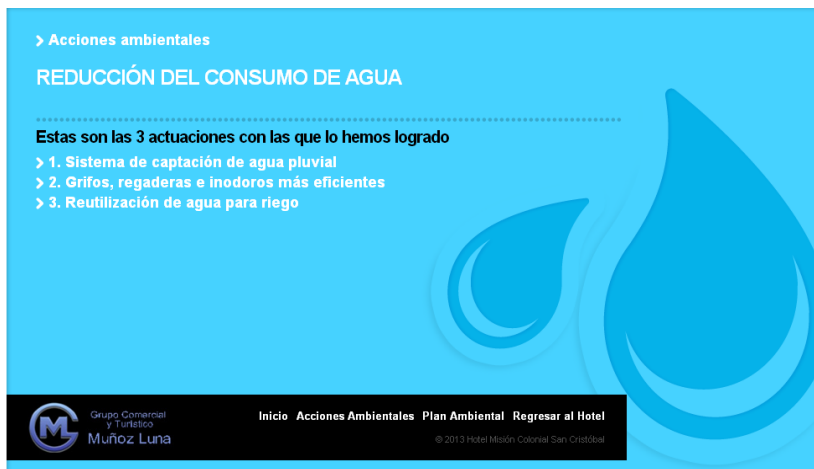 Acciones ambientales
REDUCCIÓN DEL CONSUMO DE AGUA
Estas son las 3 actuaciones con las que lo hemos logrado
1. Sistema de captación de agua pluvial
2. Grifos, regaderas e inodoros más eficientes
3. Reutilización de agua para riego
Grupo Comercial
y Turístico
Muñoz Luna
Inicio Acciones Ambientales Plan Ambiental Regresar al Hotel
© 2013 Hotel Misión Colonial San Cristóbal